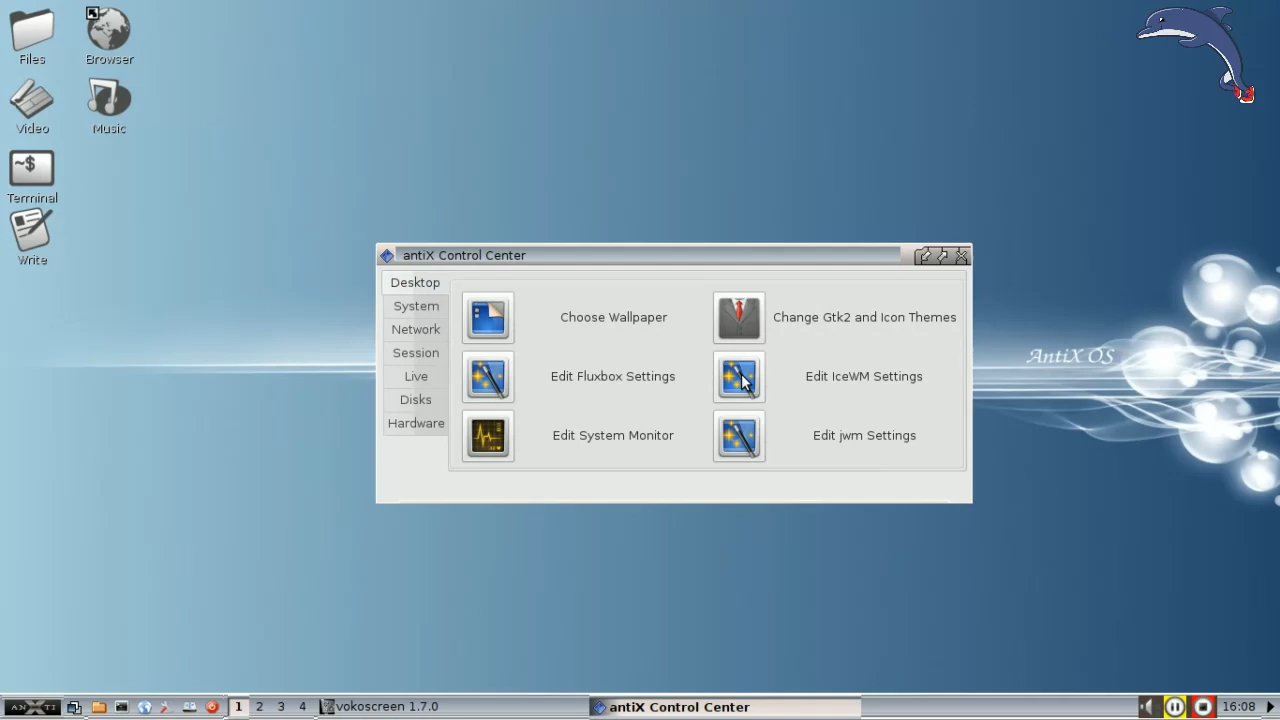 Files
Browser
Video
Music
~$
Terminal
Write
antiX Control Center
Desktop
System
Network
Session
Live
Disks
Hardware
Choose Wallpaper
Change Gtk2 and Icon Themes
Edit Fluxbox Settings
Edit IceWM Settings
Edit System Monitor
Edit jwm Settings
AntiX OS
ANXTI
1
2
3
4
vokoscreen 1.7.0
antiX Control Center
16:08